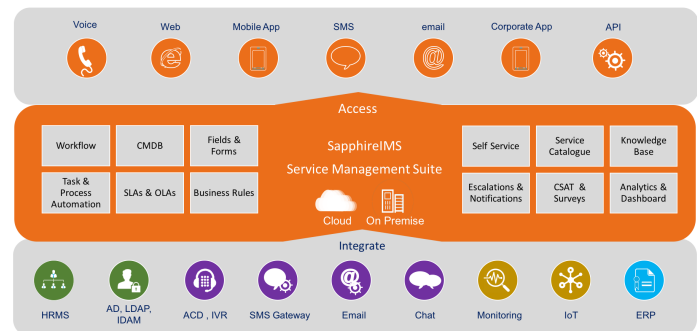 Voice
Web
Mobile App
SMS
email
Corporate App
API
Access
Workflow
CMDB
Fields &
Forms
Task &
Process
Automation
SLAs & OLAs
Business Rules
SapphireIMS
Service Management Suite
Cloud
On Premise
Self Service
Service
Catalogue
Knowledge
Base
Escalations &
Notifications
CSAT &
Surveys
Analytics &
Dashboard
Integrate
HRMS
AD, LDAP,
IDAM
ACD , IVR
SMS Gateway
Email
Chat
Monitoring
IoT
ERP